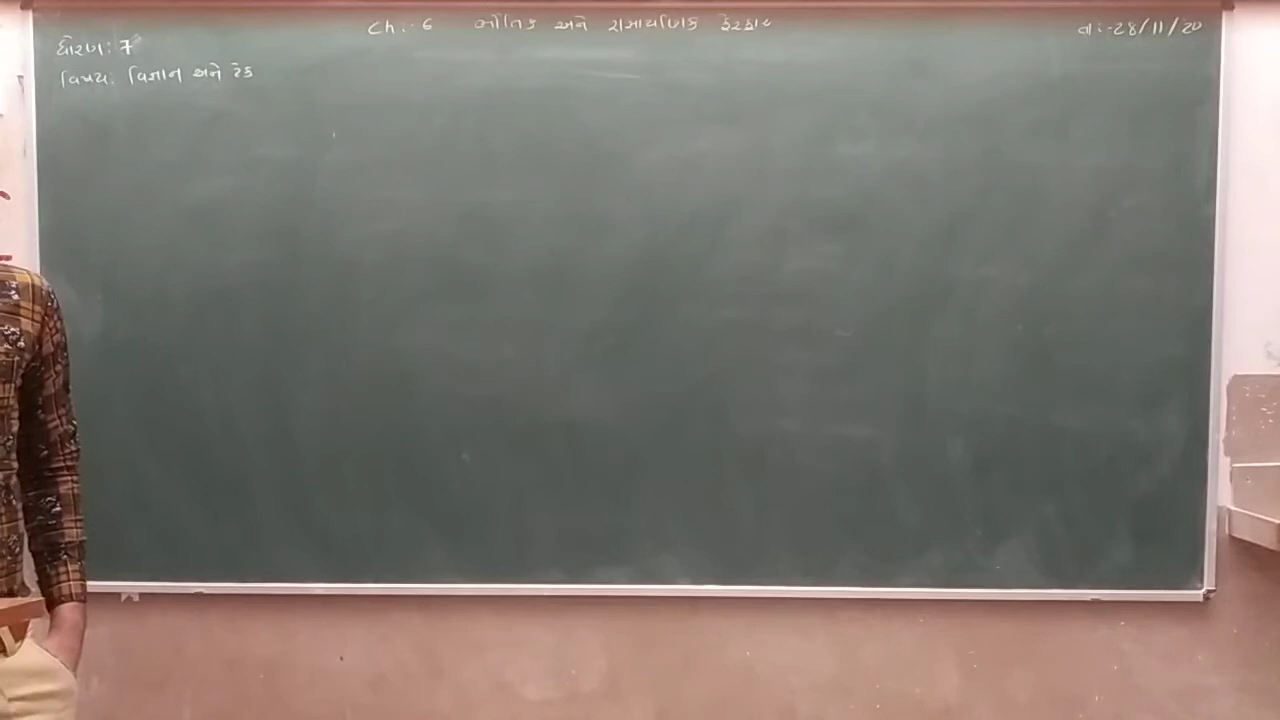 Ch :- 6 ભૌતિક અને રાસાયણિક ફેરફાર
તા :- 28/11/20
ધોરણ : 7
વિષય : વિજ્ઞાન અને ટેક